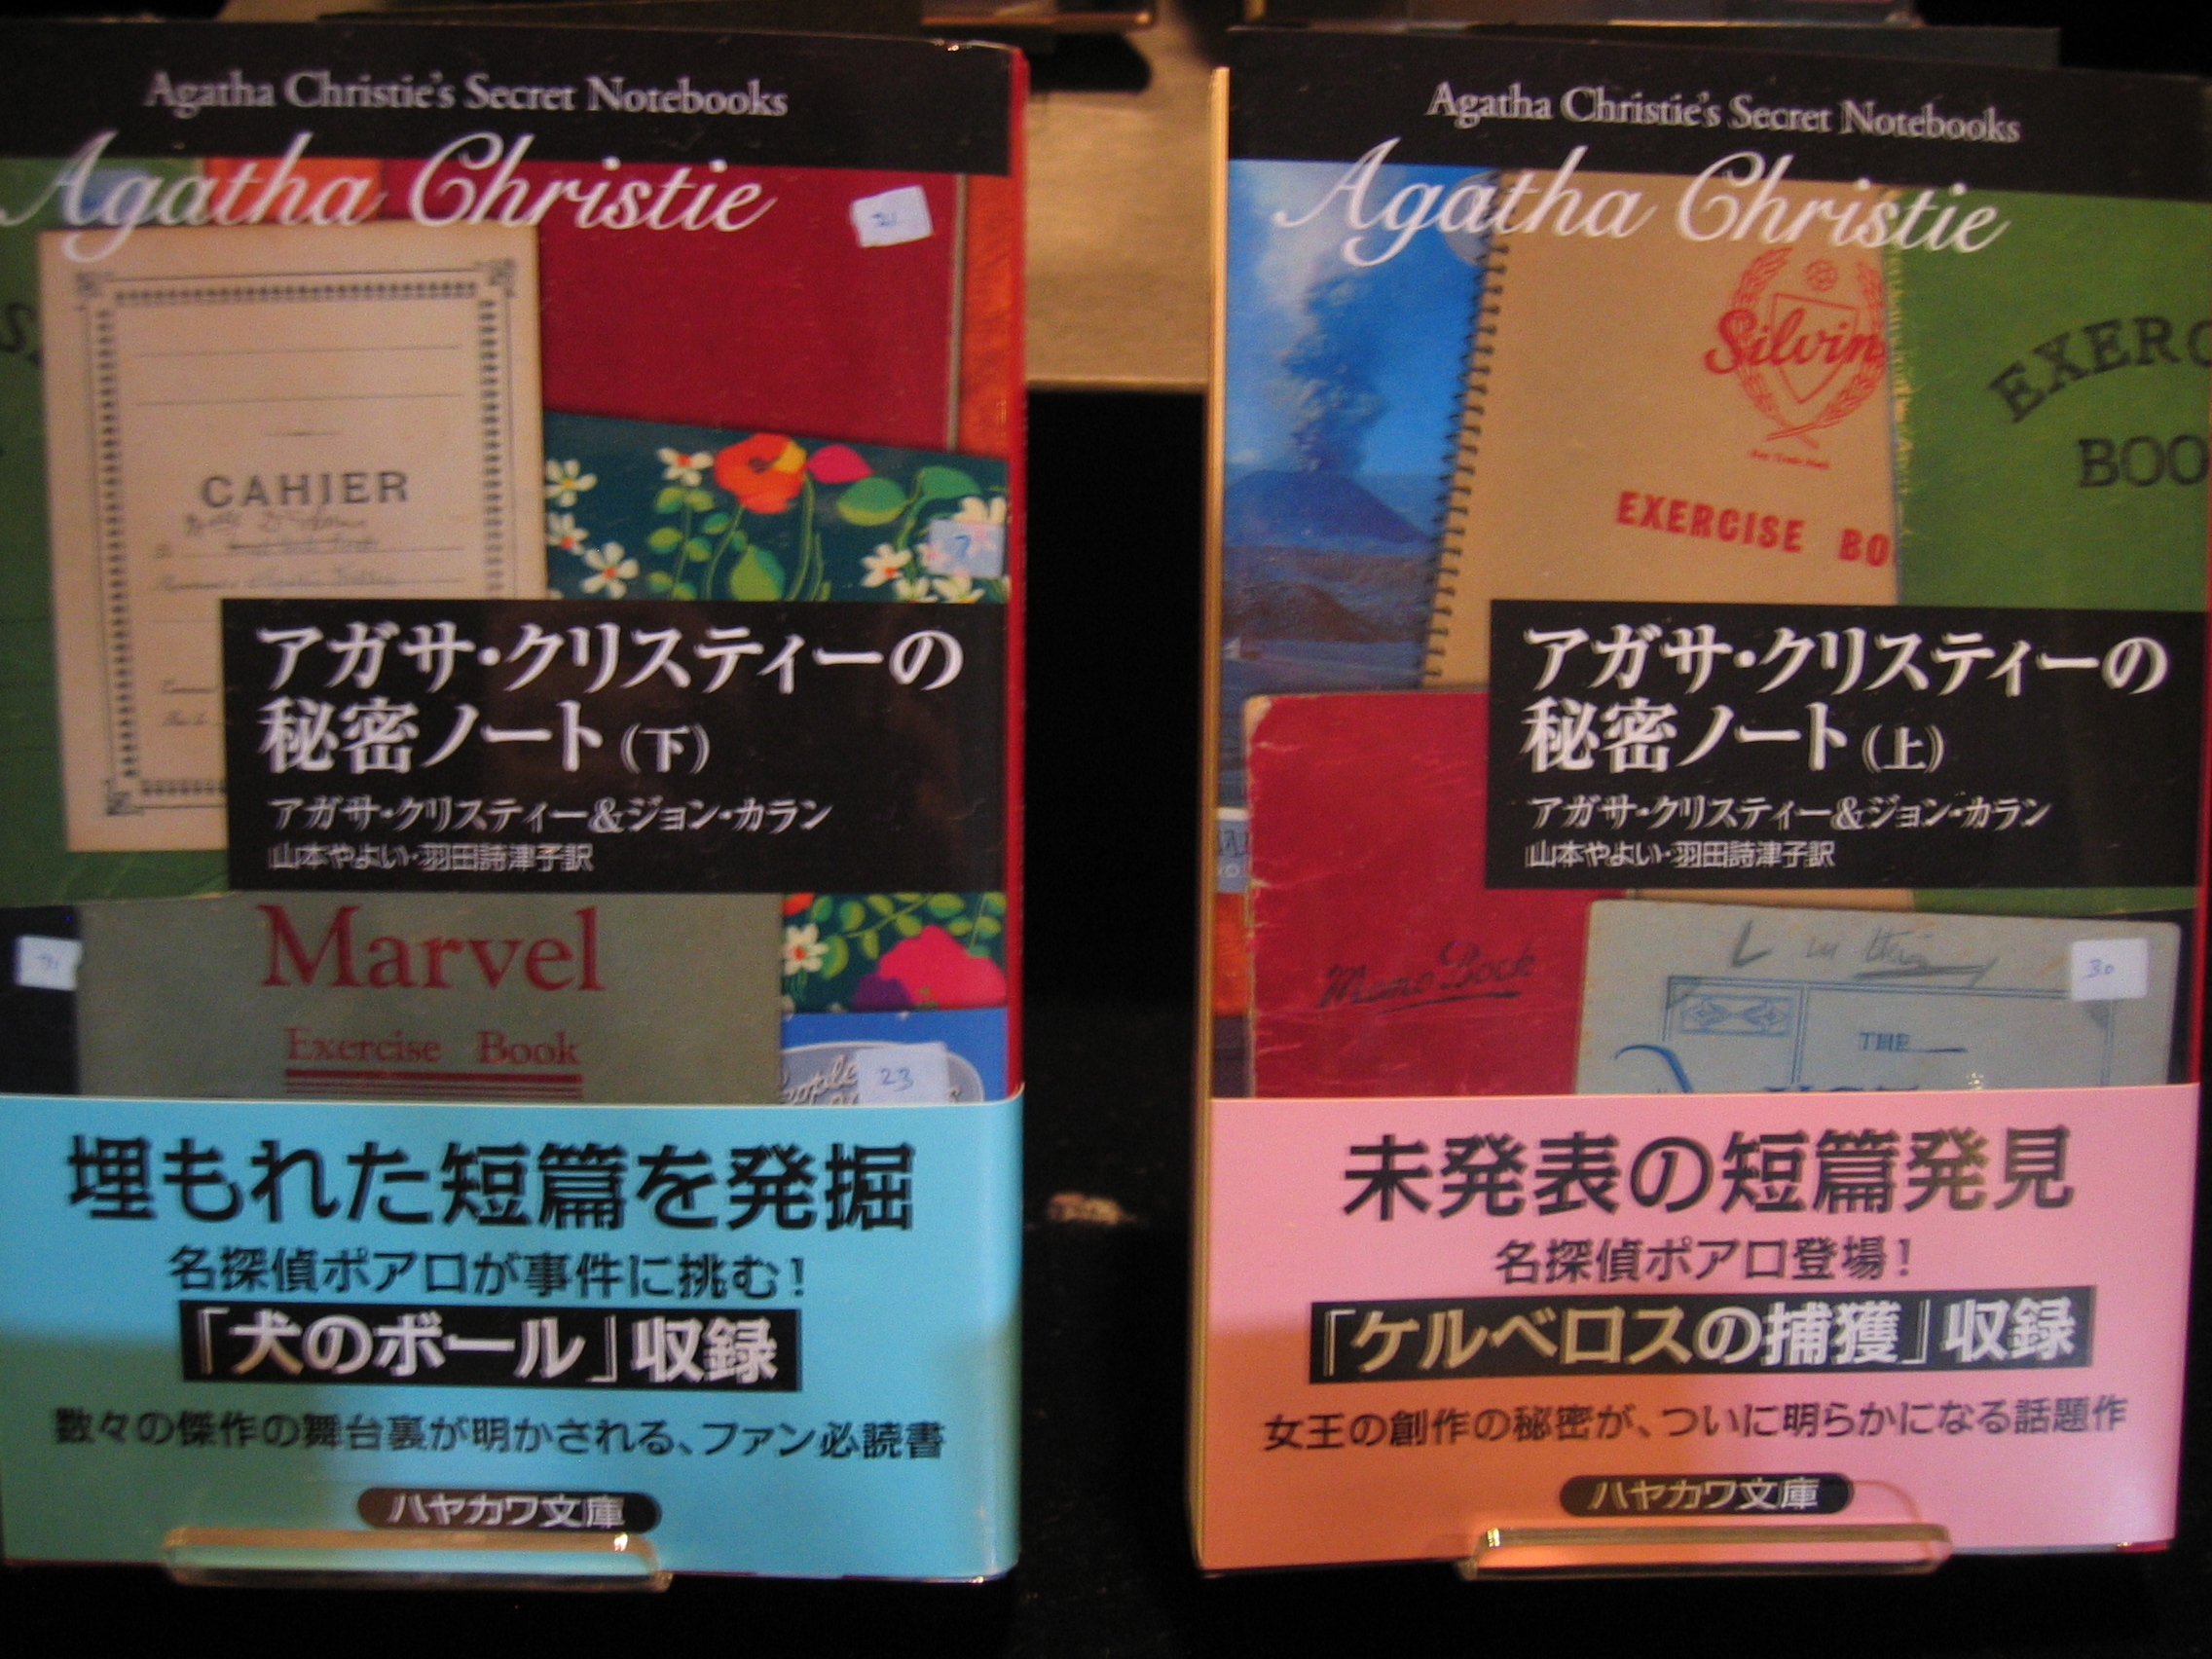 Agatha Christie's Secret Notebooks
Agatha Christie
21
CAHIER
7
アガサ・クリスティーの
秘密ノート(下)
アガサ・クリスティー&ジョン・カラン
山本やよい・羽田詩津子訳
Marvel
Exercise Book
23
埋もれた短篇を発掘
名探偵ポアロが事件に挑む!
「犬のボール」収録
数々の傑作の舞台裏が明かされる、ファン必読書
ハヤカワ文庫
Agatha Christie's Secret Notebooks
Agatha Christie
Silvin
EXERCISE BO
EXERC
BOO
アガサ・クリスティーの
秘密ノート(上)
アガサ・クリスティー&ジョン・カラン
山本やよい・羽田詩津子訳
Memo Book
30
THE
未発表の短篇発見
名探偵ポアロ登場!
「ケルベロスの捕獲」収録
女王の創作の秘密が、ついに明らかになる話題作
ハヤカワ文庫